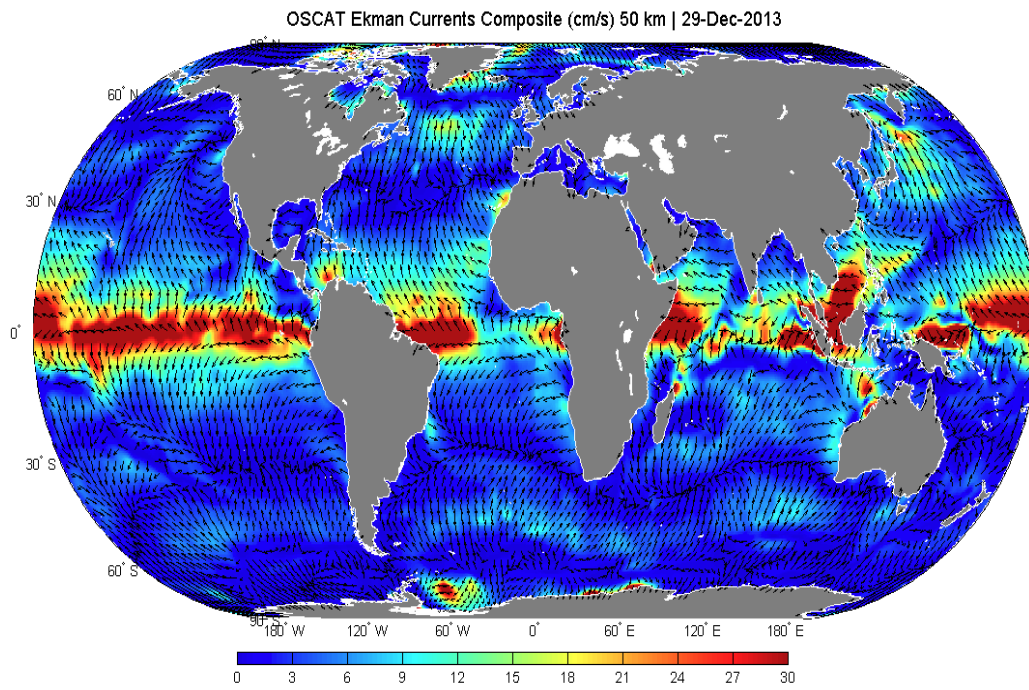 OSCAT Ekman Currents Composite (cm/s) 50 km | 29-Dec-2013
60° N
30° N
0°
30° S
60° S
90° S
180° W 120° W 60° W 0° 60° E 120° E 180° E
0 3 6 9 12 15 18 21 24 27 30